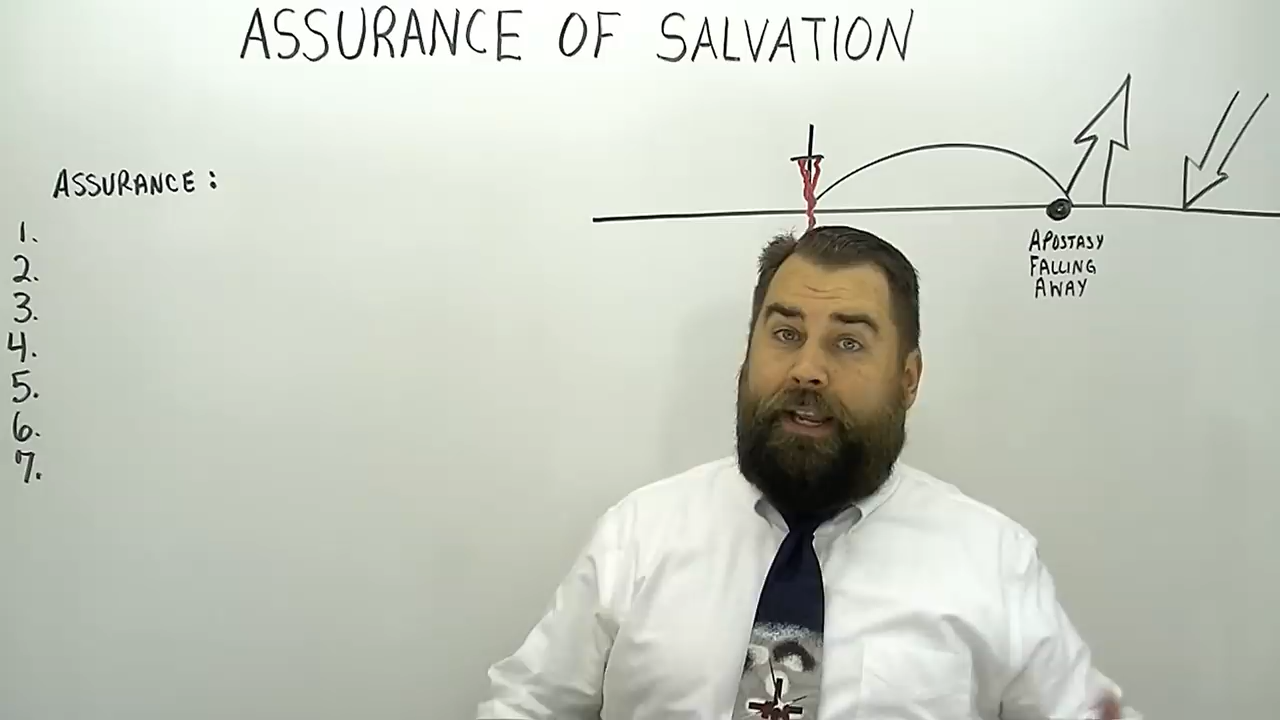 ASSURANCE OF SALVATION
ASSURANCE:
1.
2.
3.
4.
5.
6.
7.
APOSTASY
FALLING
AWAY